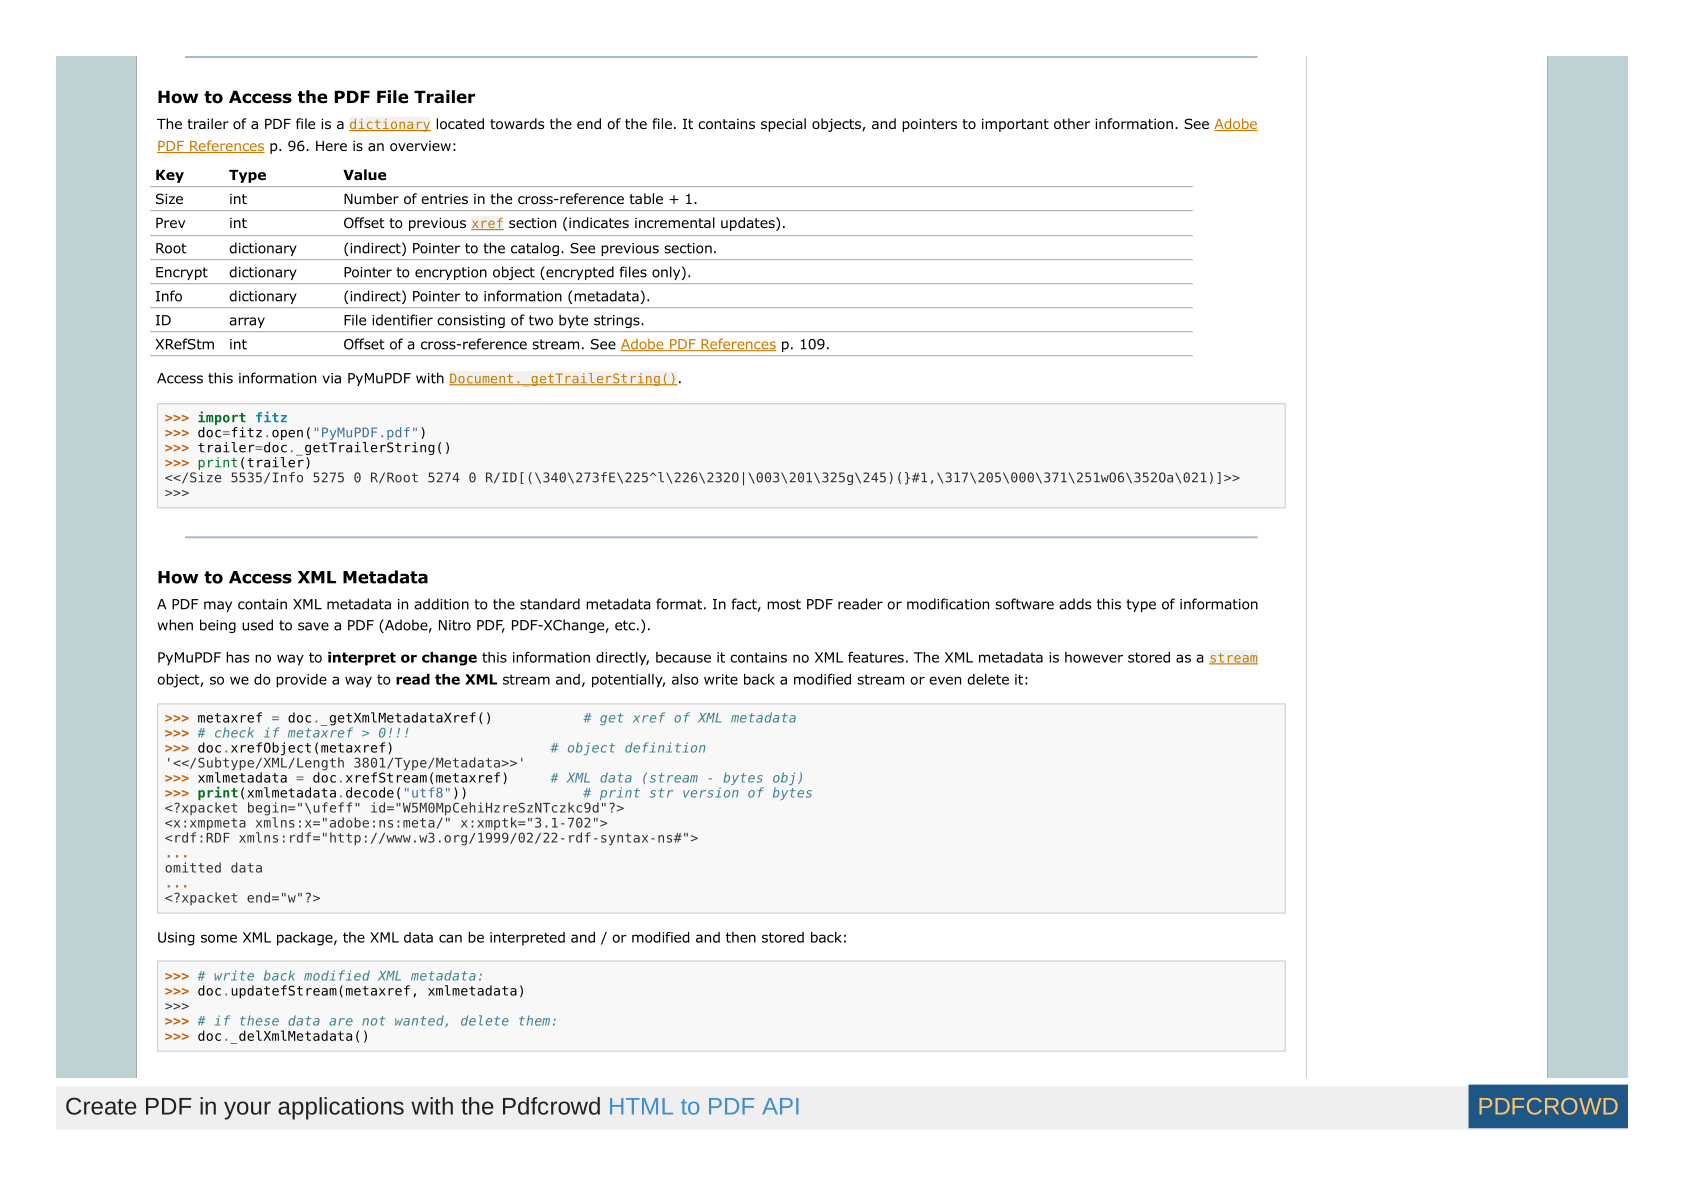 How to Access the PDF File Trailer
The trailer of a PDF file is a dictionary located towards the end of the file. It contains special objects, and pointers to important other information. See Adobe
PDF References p. 96. Here is an overview:
Key Type Value
Size int Number of entries in the cross-reference table + 1.
Prev int Offset to previous xref section (indicates incremental updates).
Root dictionary (indirect) Pointer to the catalog. See previous section.
Encrypt dictionary Pointer to encryption object (encrypted files only).
Info dictionary (indirect) Pointer to information (metadata).
ID array File identifier consisting of two byte strings.
XRefStm int Offset of a cross-reference stream. See Adobe PDF References p. 109.
Access this information via PyMuPDF with Document._getTrailerString().
>>> import fitz
>>> doc=fitz.open("PyMuPDF.pdf")
>>> trailer=doc._getTrailerString()
>>> print(trailer)
<</Size 5535/Info 5275 0 R/Root 5274 0 R/ID[(\340\273fE\225^l\226\232O|\003\201\325g\245)(}#1,\317\205\000\371\251wO6\352Oa\021)]>>
>>>
How to Access XML Metadata
A PDF may contain XML metadata in addition to the standard metadata format. In fact, most PDF reader or modification software adds this type of information
when being used to save a PDF (Adobe, Nitro PDF, PDF-XChange, etc.).
PyMuPDF has no way to interpret or change this information directly, because it contains no XML features. The XML metadata is however stored as a stream
object, so we do provide a way to read the XML stream and, potentially, also write back a modified stream or even delete it:
>>> metaxref = doc._getXmlMetadataXref()           # get xref of XML metadata
>>> # check if metaxref > 0!!!
>>> doc.xrefObject(metaxref)                   # object definition
'<</Subtype/XML/Length 3801/Type/Metadata>>'
>>> xmlmetadata = doc.xrefStream(metaxref)     # XML data (stream - bytes obj)
>>> print(xmlmetadata.decode("utf8"))              # print str version of bytes
<?xpacket begin="\ufeff" id="W5M0MpCehiHzreSzNTczkc9d"?>
<x:xmpmeta xmlns:x="adobe:ns:meta/" x:xmptk="3.1-702">
<rdf:RDF xmlns:rdf="http://www.w3.org/1999/02/22-rdf-syntax-ns#">
...
omitted data
...
<?xpacket end="w"?>
Using some XML package, the XML data can be interpreted and / or modified and then stored back:
>>> # write back modified XML metadata:
>>> doc.updatefStream(metaxref, xmlmetadata)
>>>
>>> # if these data are not wanted, delete them:
>>> doc._delXmlMetadata()
Create PDF in your applications with the Pdfcrowd HTML to PDF API
PDFCROWD